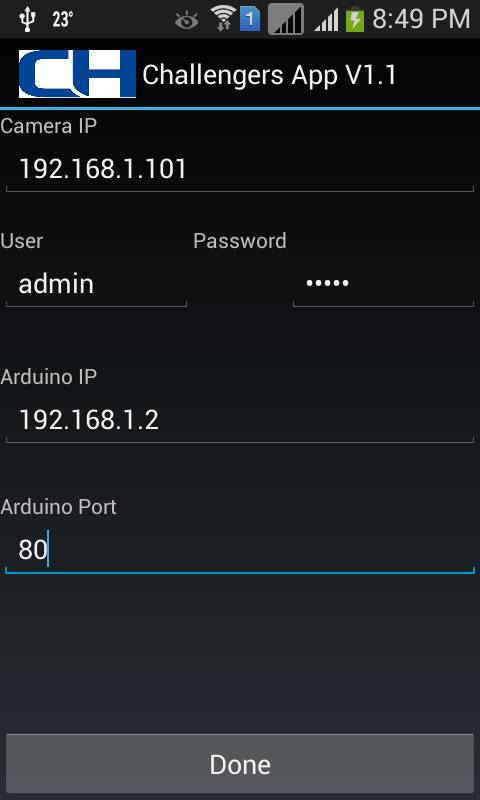 23° 1 8:49 PM
CH Challengers App V1.1
Camera IP
192.168.1.101
User Password
admin •••••
Arduino IP
192.168.1.2
Arduino Port
80
Done